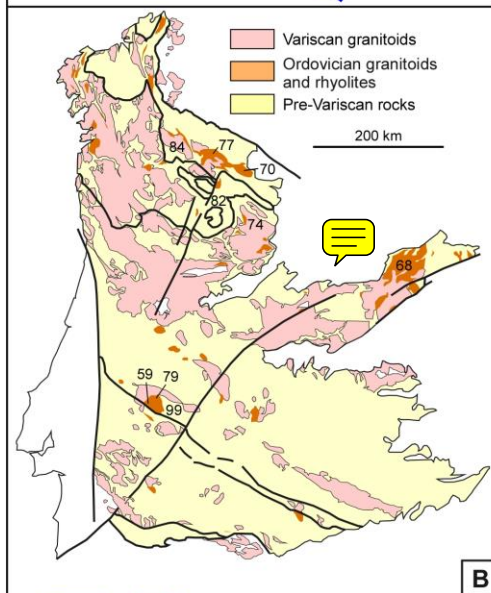 Variscan granitoids
Ordovician granitoids
and rhyolites
Pre-Variscan rocks
200 km
84
77
70
82
74
68
59
79
99
B